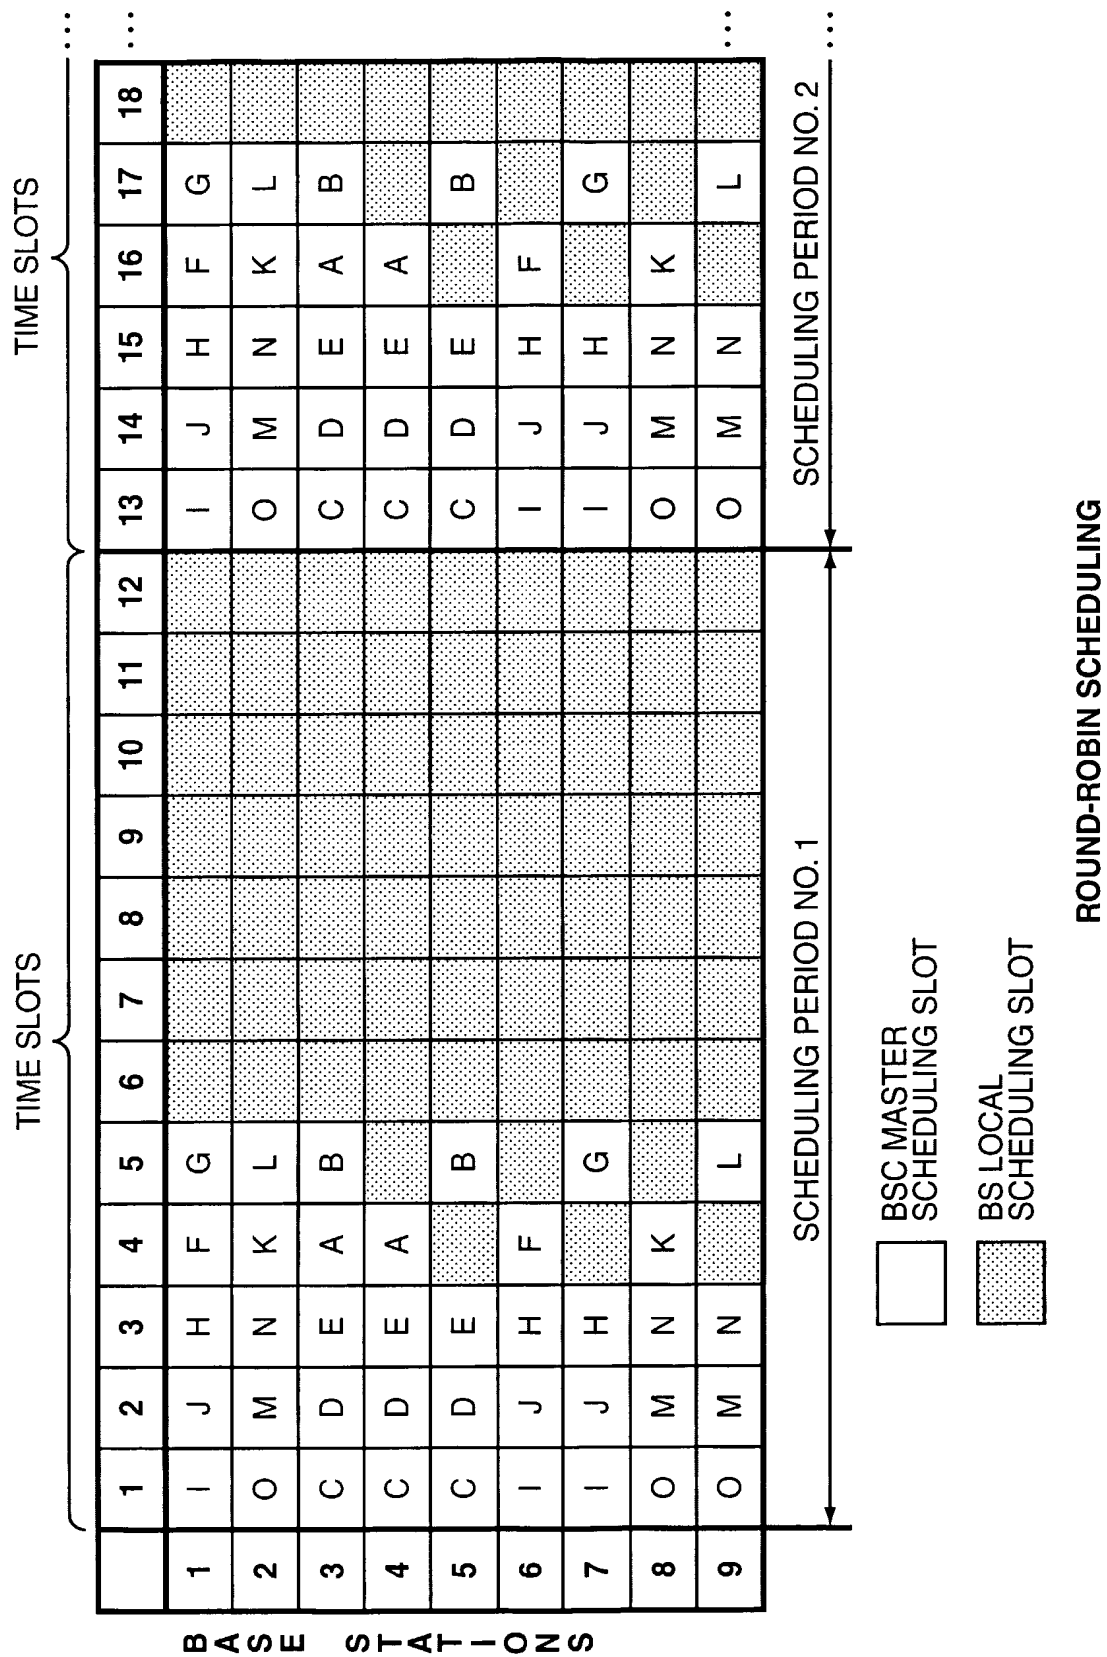 TIME SLOTS TIME SLOTS ...
1 2 3 4 5 6 7 8 9 10 11 12 13 14 15 16 17 18 ...
BASE STATIONS
1 I J H F G I J H F G
2 O M N K L O M N K L
3 C D E A B C D E A B
4 C D E A C D E A
5 C D E B C D E B
6 I J H F I J H F
7 I J H G I J H G
8 O M N K O M N K
9 O M N L O M N L ...
SCHEDULING PERIOD NO.1 SCHEDULING PERIOD NO. 2 ...
BSC MASTER
SCHEDULING SLOT
BS LOCAL
SCHEDULING SLOT
ROUND-ROBIN SCHEDULING